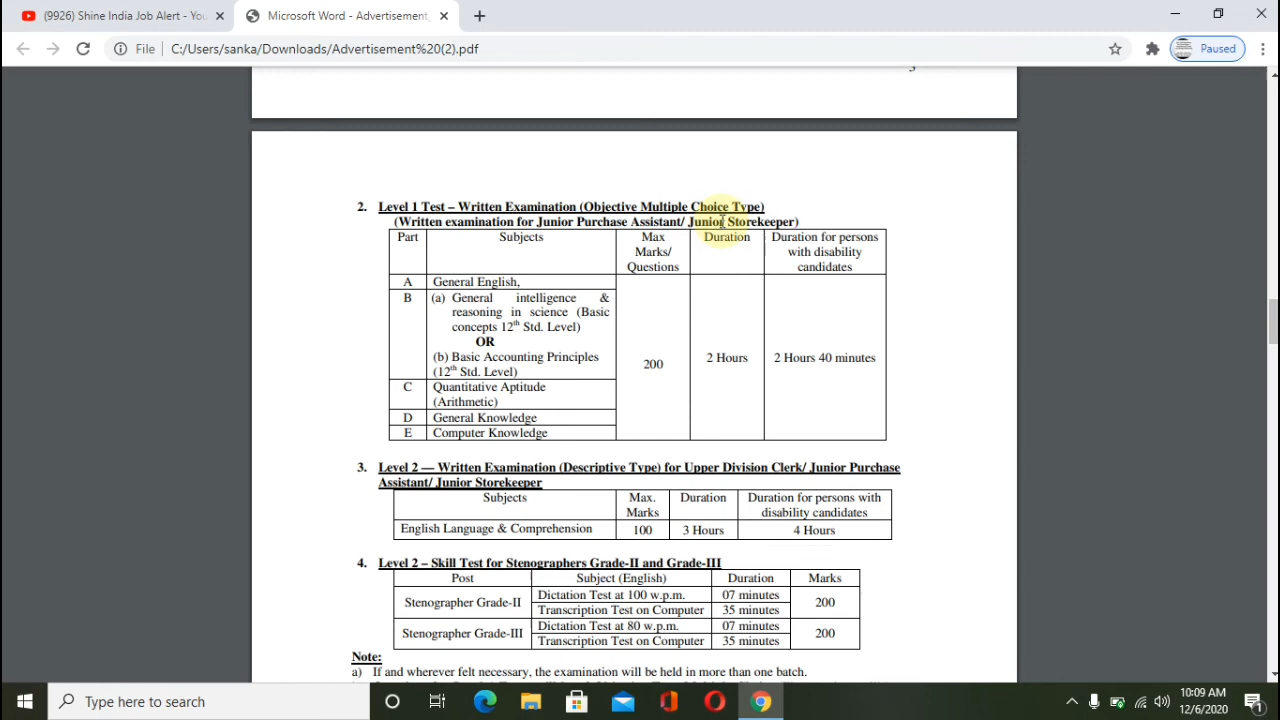 (9926) Shine India Job Alert - You
Microsoft Word - Advertisement_
File
C:/Users/sanka/Downloads/Advertisement%20(2).pdf
Paused
2. Level 1 Test – Written Examination (Objective Multiple Choice Type)
(Written examination for Junior Purchase Assistant/ Junior Storekeeper)
Part Subjects Max Marks/ Questions Duration Duration for persons with disability candidates
A General English,
B (a) General intelligence &
reasoning in science (Basic
concepts 12th Std. Level)
OR
(b) Basic Accounting Principles
(12th Std. Level)
200 2 Hours 2 Hours 40 minutes
C Quantitative Aptitude
(Arithmetic)
D General Knowledge
E Computer Knowledge
3. Level 2 — Written Examination (Descriptive Type) for Upper Division Clerk/ Junior Purchase
Assistant/ Junior Storekeeper
Subjects Max. Marks Duration Duration for persons with disability candidates
English Language & Comprehension 100 3 Hours 4 Hours
4. Level 2 – Skill Test for Stenographers Grade-II and Grade-III
Post Subject (English) Duration Marks
Stenographer Grade-II Dictation Test at 100 w.p.m. 07 minutes 200
Transcription Test on Computer 35 minutes
Stenographer Grade-III Dictation Test at 80 w.p.m. 07 minutes 200
Transcription Test on Computer 35 minutes
Note:
a) If and wherever felt necessary, the examination will be held in more than one batch.
Type here to search
10:09 AM
12/6/2020
1